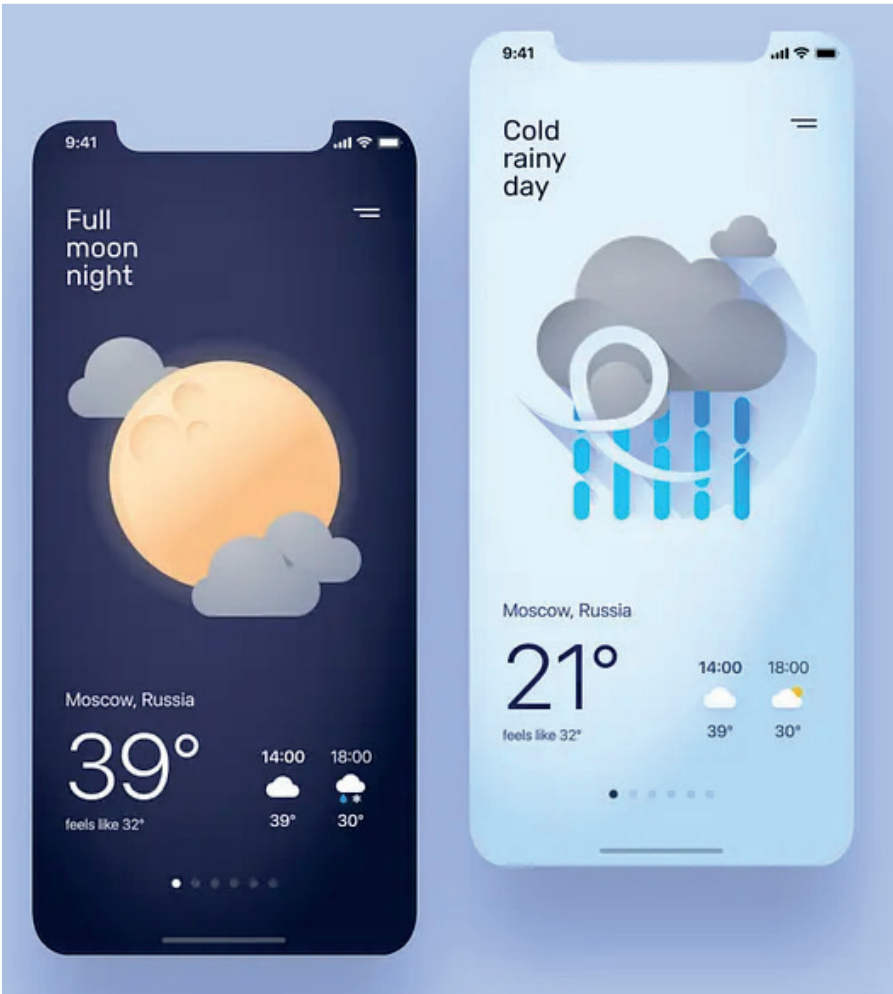 9:41
Full
moon
night
Moscow, Russia
39°
feels like 32°
14:00
39°
18:00
30°
9:41
Cold
rainy
day
Moscow, Russia
21°
feels like 32°
14:00
39°
18:00
30°